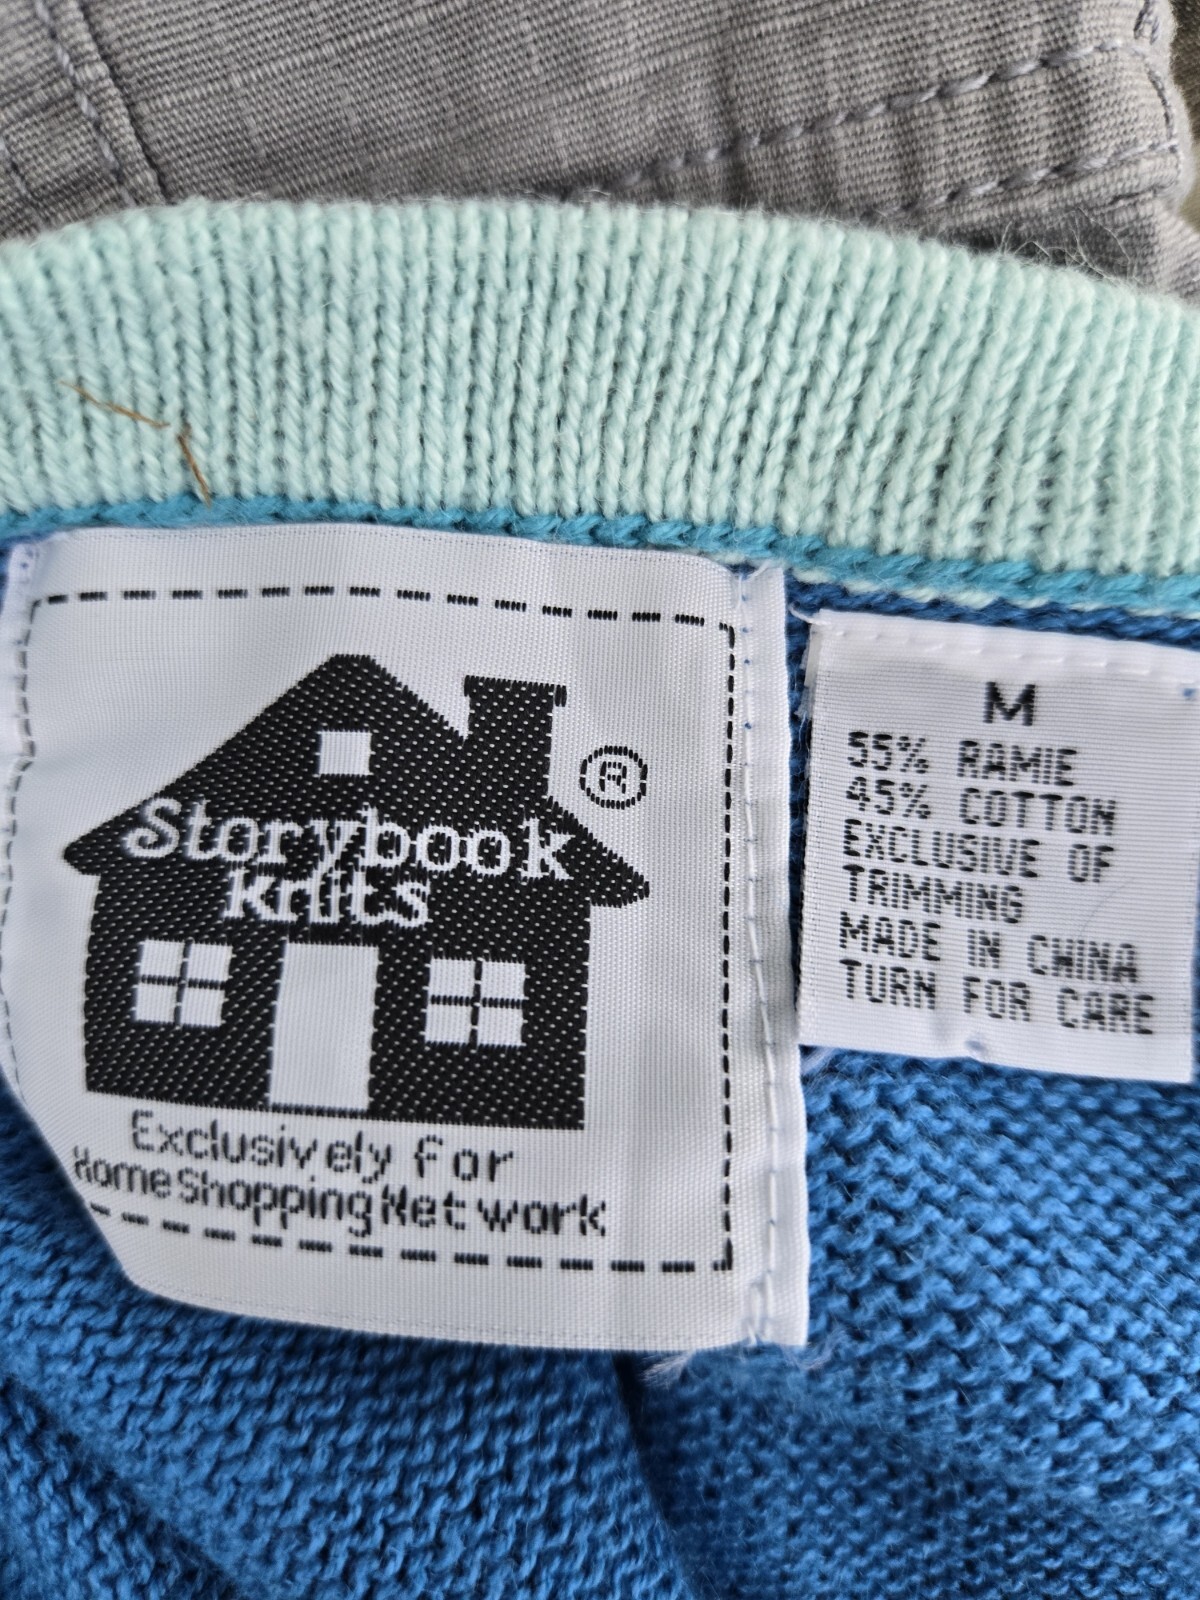 Storybook
knits
®
Exclusively for
Home Shopping Network
M
55% RAMIE
45% COTTON
EXCLUSIVE OF
TRIMMING
MADE IN CHINA
TURN FOR CARE